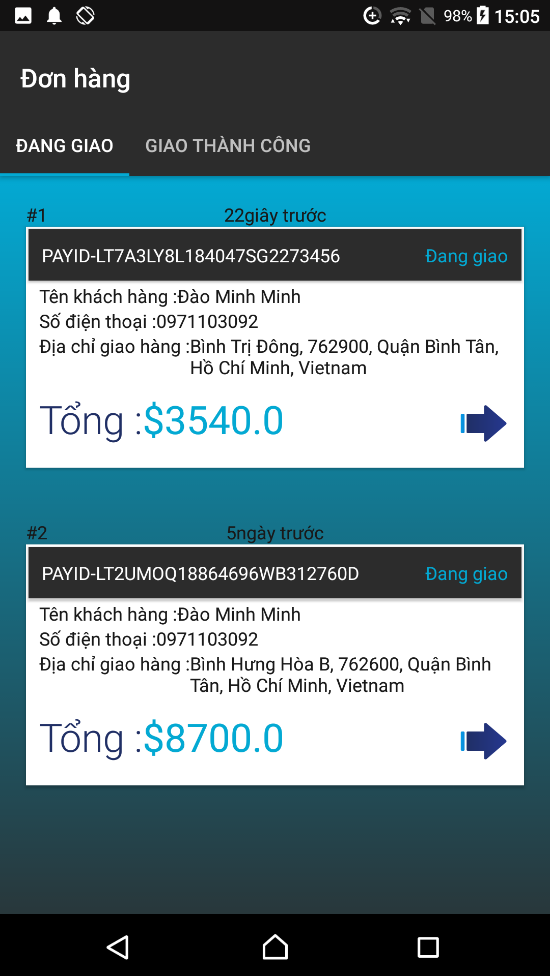 98% 15:05
Đơn hàng
ĐANG GIAO GIAO THÀNH CÔNG
#1 22giây trước
PAYID-LT7A3LY8L184047SG2273456 Đang giao
Tên khách hàng :Đào Minh Minh
Số điện thoại :0971103092
Địa chỉ giao hàng :Bình Trị Đông, 762900, Quận Bình Tân,
Hồ Chí Minh, Vietnam
Tổng :$3540.0
#2 5ngày trước
PAYID-LT2UMOQ18864696WB312760D Đang giao
Tên khách hàng :Đào Minh Minh
Số điện thoại :0971103092
Địa chỉ giao hàng :Bình Hưng Hòa B, 762600, Quận Bình
Tân, Hồ Chí Minh, Vietnam
Tổng :$8700.0